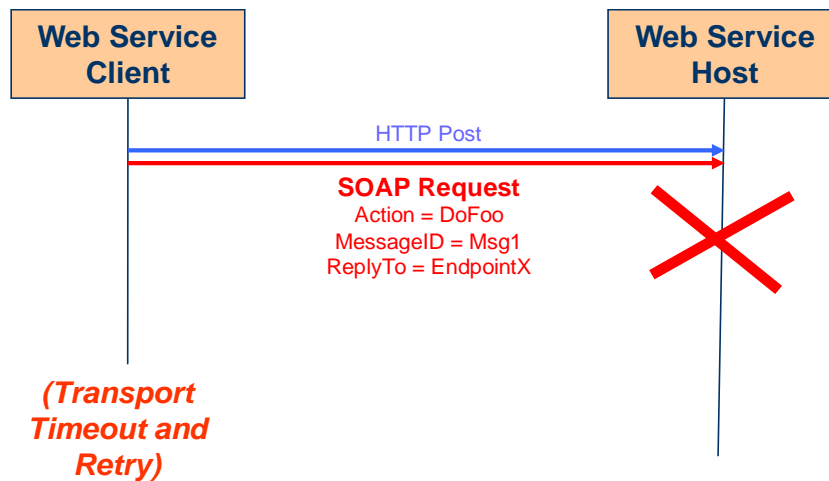 Web Service
Client
Web Service
Host
HTTP Post
SOAP Request
Action = DoFoo
MessageID = Msg1
ReplyTo = EndpointX
(Transport
Timeout and
Retry)